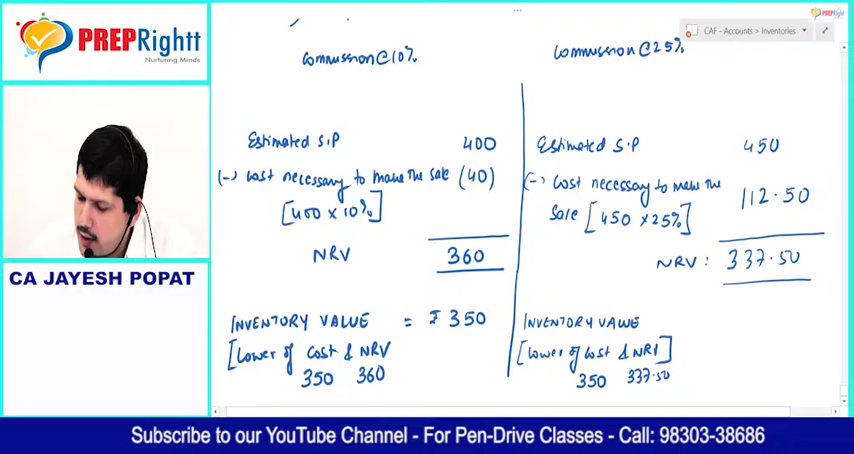 PREPRightt
Nurturing Minds
CA JAYESH POPAT
CAF - Accounts > Inventories
PREPRightt
Commission@10%
Estimated S.P 400
(-) Cost necessary to make the sale (40)
[400 x 10%]
NRV 360
INVENTORY VALUE = ₹ 350
[Lower of Cost & NRV
350 360
Commission@25%
Estimated S.P 450
(-) Cost necessary to make the
Sale [450 x 25%] 112.50
NRV : 337.50
INVENTORY VALUE
[Lower of Cost & NRV]
350 337.50
Subscribe to our YouTube Channel - For Pen-Drive Classes - Call: 98303-38686